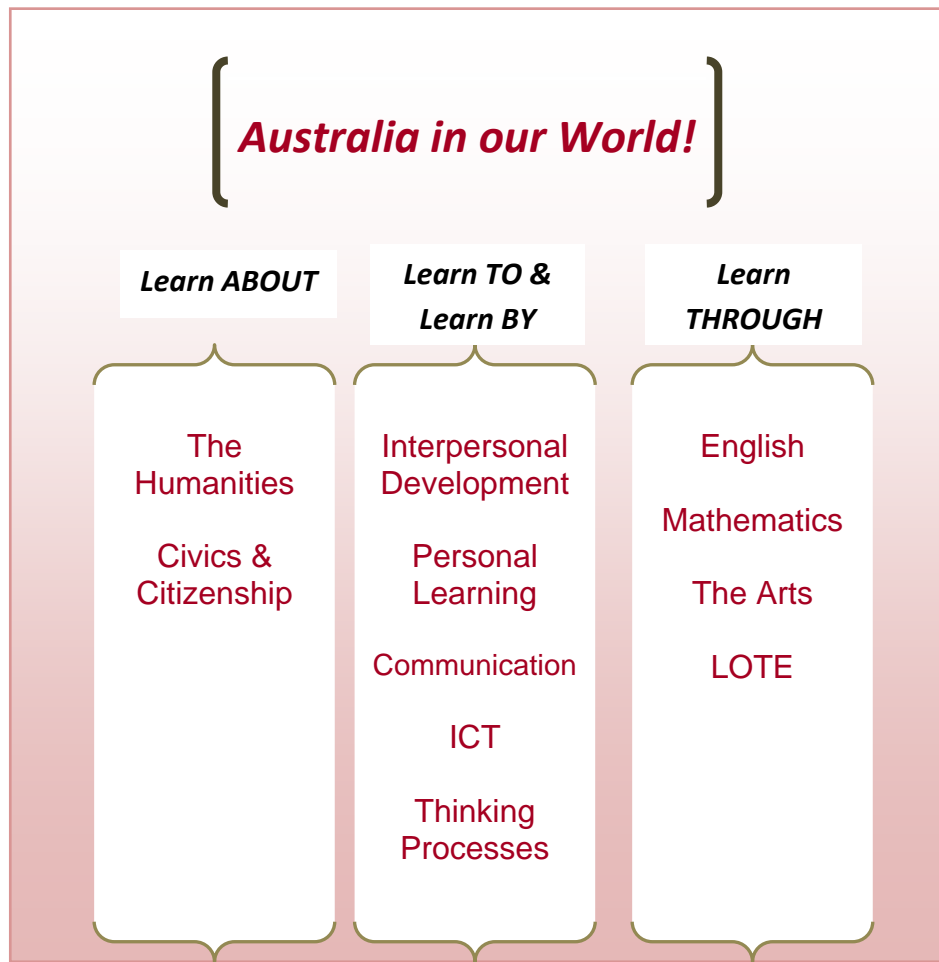 Australia in our World!
Learn ABOUT
The
Humanities
Civics &
Citizenship
Learn TO &
Learn BY
Interpersonal
Development
Personal
Learning
Communication
ICT
Thinking
Processes
Learn
THROUGH
English
Mathematics
The Arts
LOTE